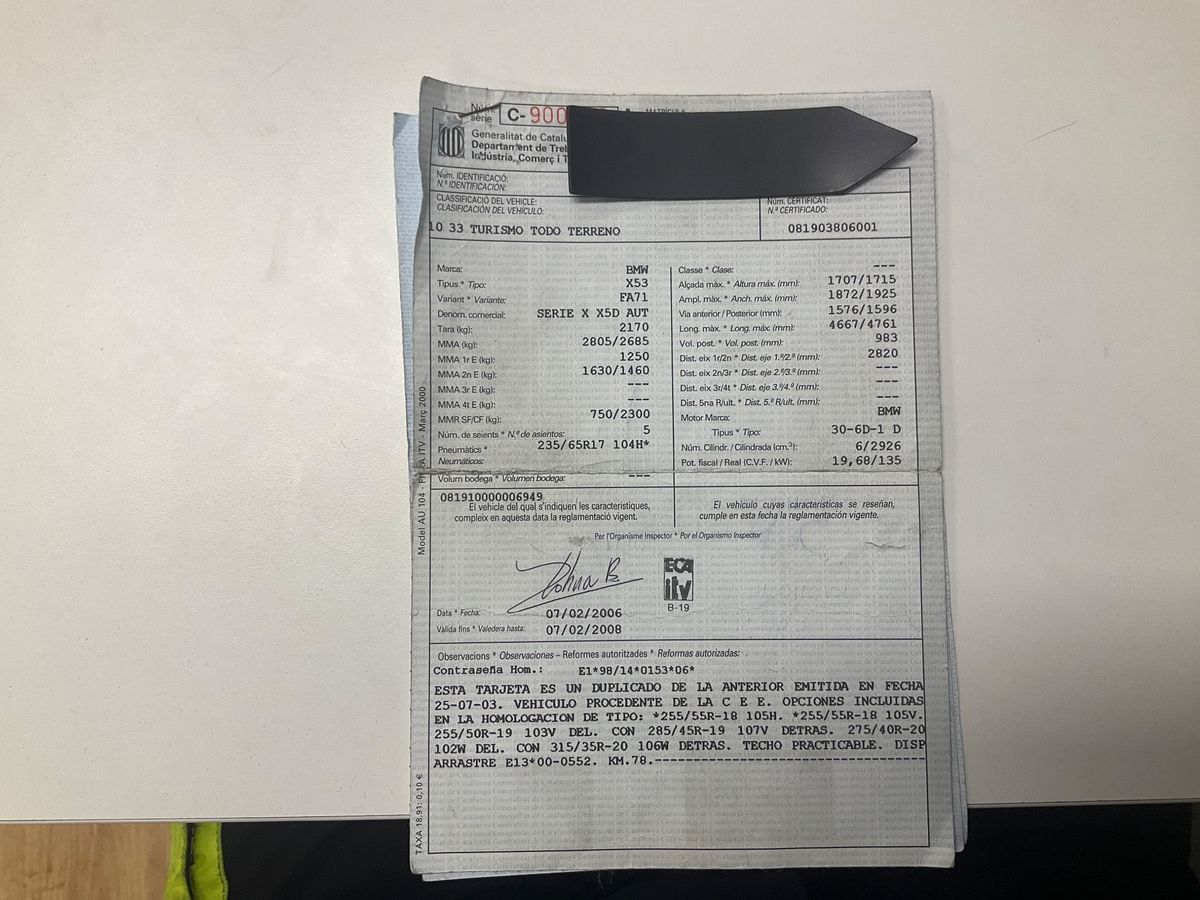 Núm.
sèrie C-900
Generalitat de Catalu
Departament de Treb
Indústria, Comerç i T
Núm. IDENTIFICACIÓ:
N.º IDENTIFICACIÓN:
CLASSIFICACIÓ DEL VEHICLE:
CLASIFICACIÓN DEL VEHÍCULO:
10 33 TURISMO TODO TERRENO
Núm. CERTIFICAT:
N.º CERTIFICADO:
081903806001
Marca: BMW
Tipus * Tipo: X53
Variant * Variante: FA71
Denom. comercial: SERIE X X5D AUT
Tara (kg): 2170
MMA (kg): 2805/2685
MMA 1r E (kg): 1250
MMA 2n E (kg): 1630/1460
MMA 3r E (kg): ---
MMA 4t E (kg): ---
MMR SF/CF (kg): 750/2300
Núm. de seients * N.º de asientos: 5
Pneumàtics * 235/65R17 104H*
Neumáticos:
Volum bodega * Volumen bodega: ---
Classe * Clase: ---
Alçada màx. * Altura máx. (mm): 1707/1715
Ampl. màx. * Anch. máx. (mm): 1872/1925
Via anterior / Posterior (mm): 1576/1596
Long. màx. * Long. máx. (mm): 4667/4761
Vol. post. * Vol. post. (mm): 983
Dist. eix 1r/2n * Dist. eje 1.º/2.º (mm): 2820
Dist. eix 2n/3r * Dist. eje 2.º/3.º (mm): ---
Dist. eix 3r/4t * Dist. eje 3.º/4.º (mm): ---
Dist. 5na R/ult. * Dist. 5.ª R/ult. (mm): ---
Motor Marca: BMW
Tipus * Tipo: 30-6D-1 D
Núm. Cilindr. / Cilindrada (cm.³): 6/2926
Pot. fiscal / Real (C.V.F. / kW): 19,68/135
081910000006949
El vehicle del qual s'indiquen les característiques,
compleix en aquesta data la reglamentació vigent.
El vehículo cuyas características se reseñan,
cumple en esta fecha la reglamentación vigente.
Per l'Organisme Inspector * Por el Organismo Inspector
ECA
itv
B-19
Data * Fecha: 07/02/2006
Vàlida fins * Valedera hasta: 07/02/2008
Observacions * Observaciones – Reformes autoritzades * Reformas autorizadas:
Contraseña Hom.: E1*98/14*0153*06*
ESTA TARJETA ES UN DUPLICADO DE LA ANTERIOR EMITIDA EN FECHA
25-07-03. VEHICULO PROCEDENTE DE LA C E E. OPCIONES INCLUIDAS
EN LA HOMOLOGACION DE TIPO: *255/55R-18 105H. *255/55R-18 105V.
255/50R-19 103V DEL. CON 285/45R-19 107V DETRAS. 275/40R-20
102W DEL. CON 315/35R-20 106W DETRAS. TECHO PRACTICABLE. DISP
ARRASTRE E13*00-0552. KM.78.-------------------------------
Model AU 104 - FITXA ITV - Març 2000
TAXA 18.91: 0,10 €